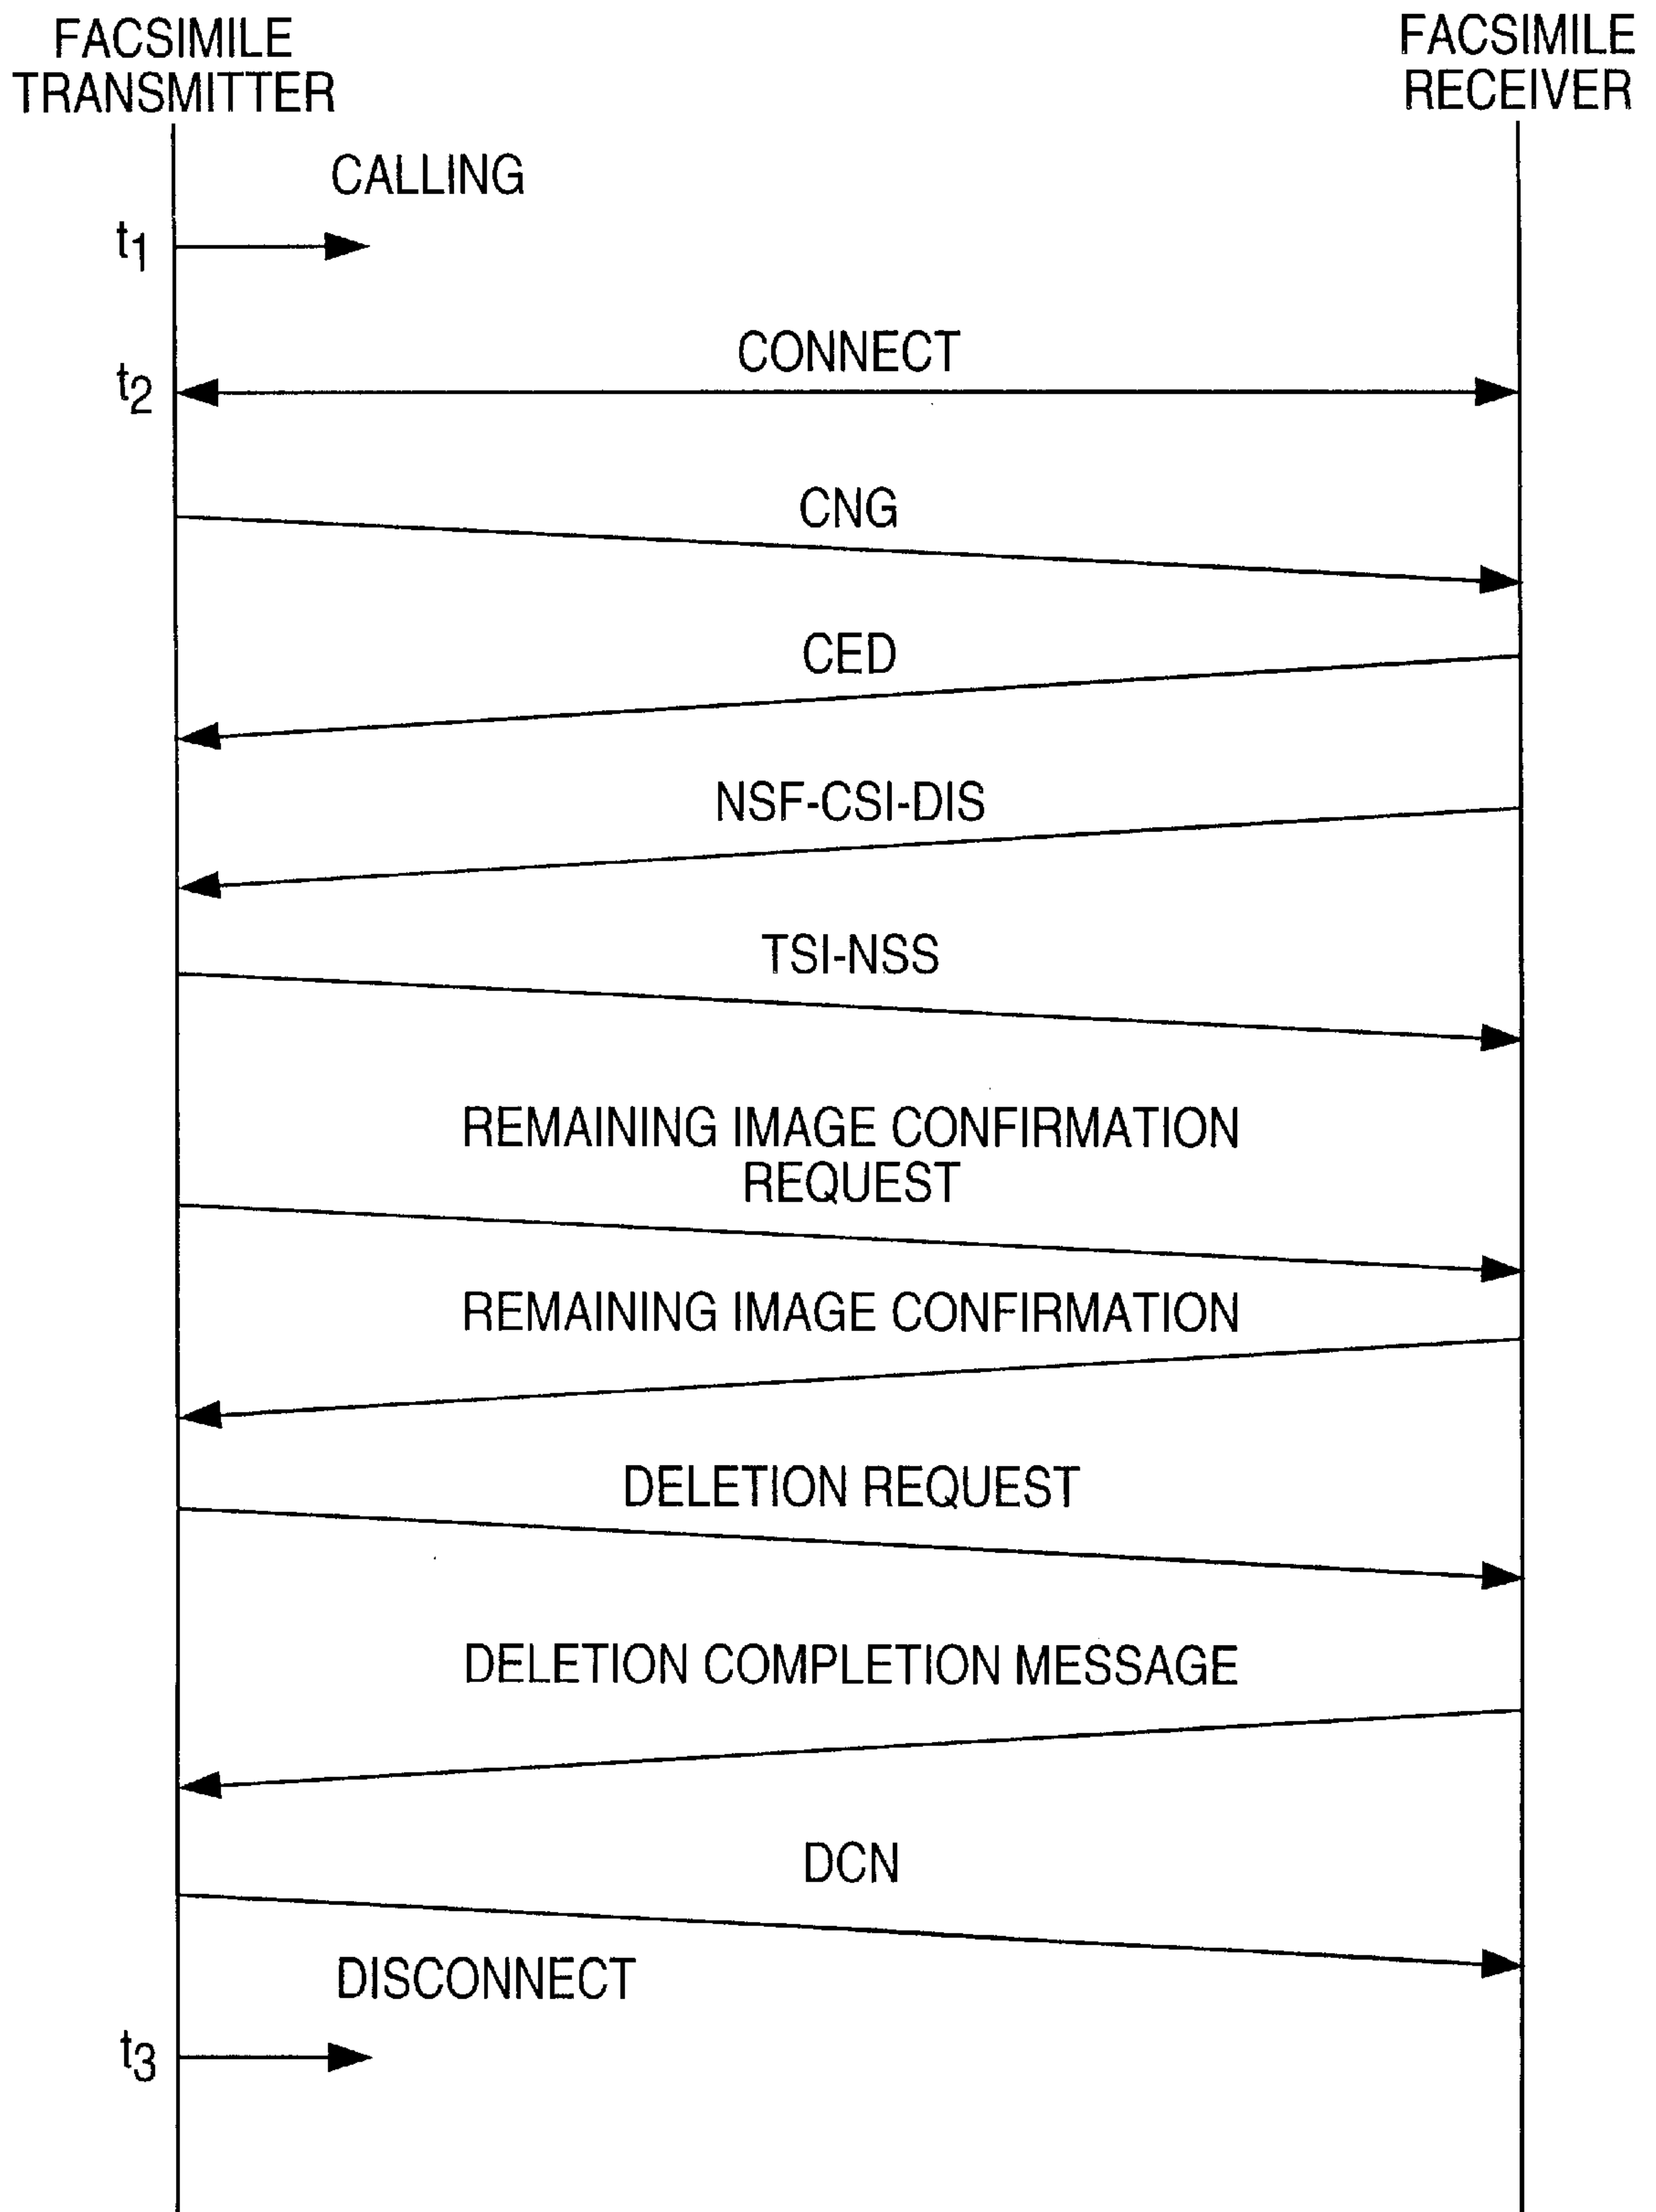 FACSIMILE
TRANSMITTER
FACSIMILE
RECEIVER
CALLING
t1
CONNECT
t2
CNG
CED
NSF-CSI-DIS
TSI-NSS
REMAINING IMAGE CONFIRMATION
REQUEST
REMAINING IMAGE CONFIRMATION
DELETION REQUEST
DELETION COMPLETION MESSAGE
DCN
DISCONNECT
t3